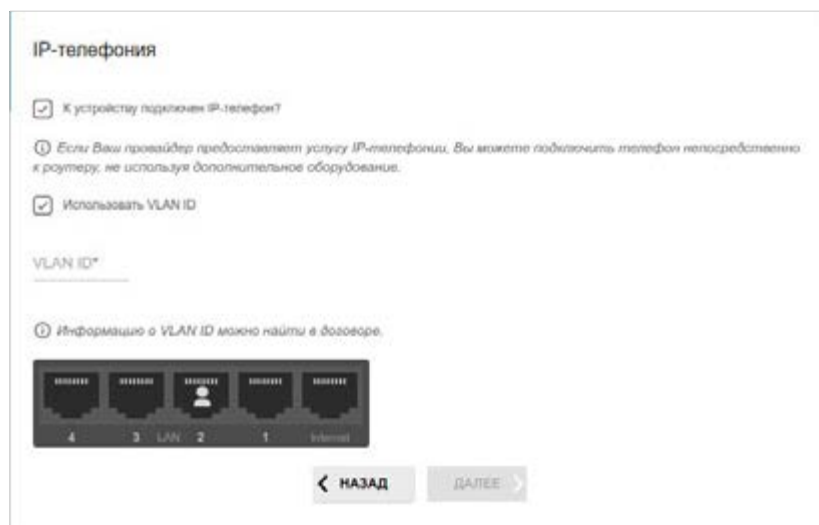 IP-телефония
К устройству подключен IP-телефон?
Если Ваш провайдер предоставляет услугу IP-телефонии, Вы можете подключить телефон непосредственно
к роутеру, не используя дополнительное оборудование.
Использовать VLAN ID
VLAN ID*
Информацию о VLAN ID можно найти в договоре.
4 3 LAN 2 1 Internet
НАЗАД ДАЛЕЕ